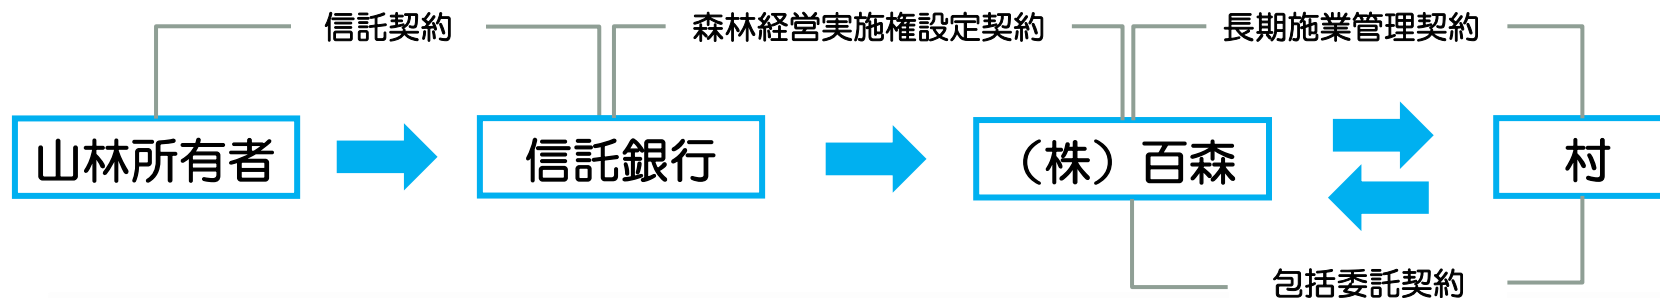 信託契約
森林経営実施権設定契約
長期施業管理契約
山林所有者
信託銀行
（株）百森
村
包括委託契約